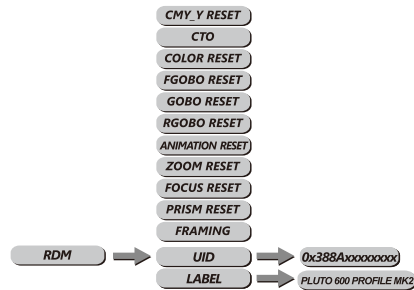 CMY_Y RESET
CTO
COLOR RESET
FGOBO RESET
GOBO RESET
RGOBO RESET
ANIMATION RESET
ZOOM RESET
FOCUS RESET
PRISM RESET
FRAMING
RDM UID 0x388Axxxxxxxx
LABEL PLUTO 600 PROFILE MK2